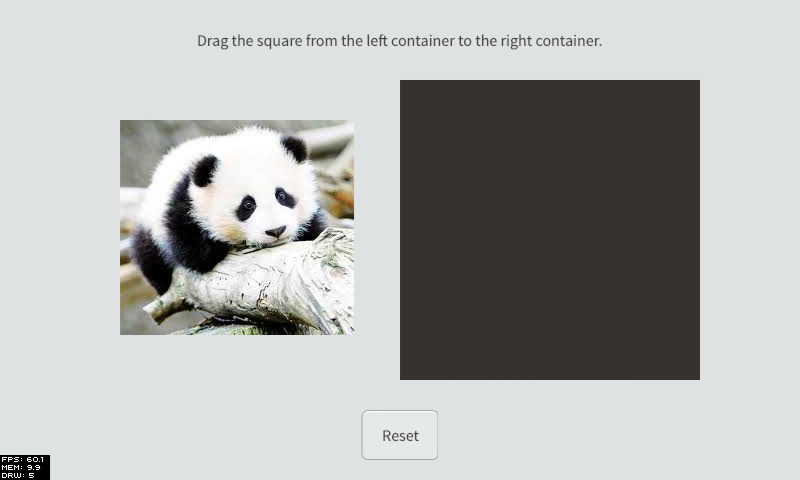 Drag the square from the left container to the right container.
Reset
FPS: 60.1
MEM: 9.9
DRW: 5